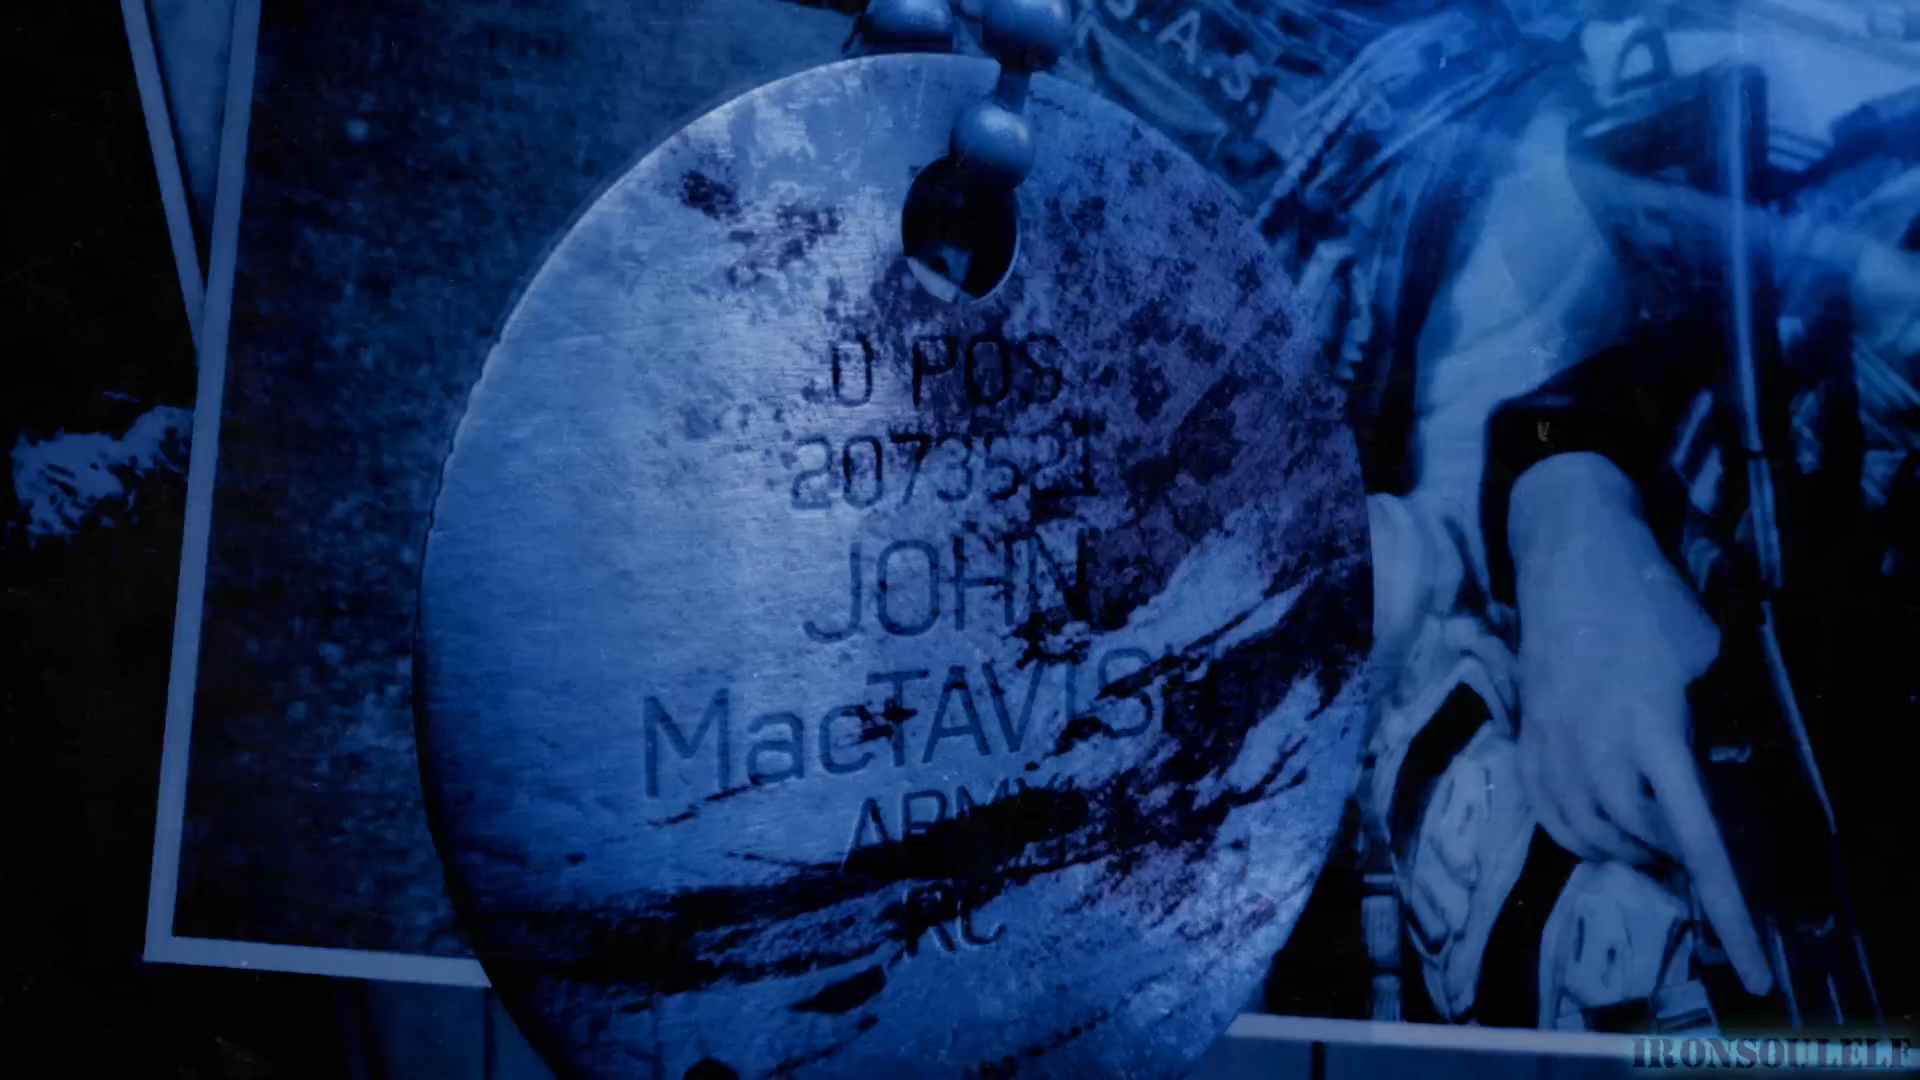 S.A.S.
O POS
2073521
JOHN
MacTAVISH
ARMY
RC
IRONSOULELF